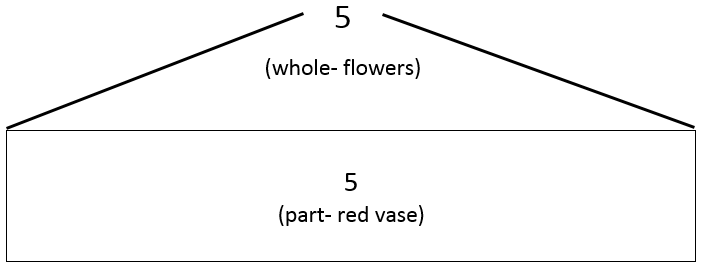 5
(whole- flowers)
5
(part- red vase)